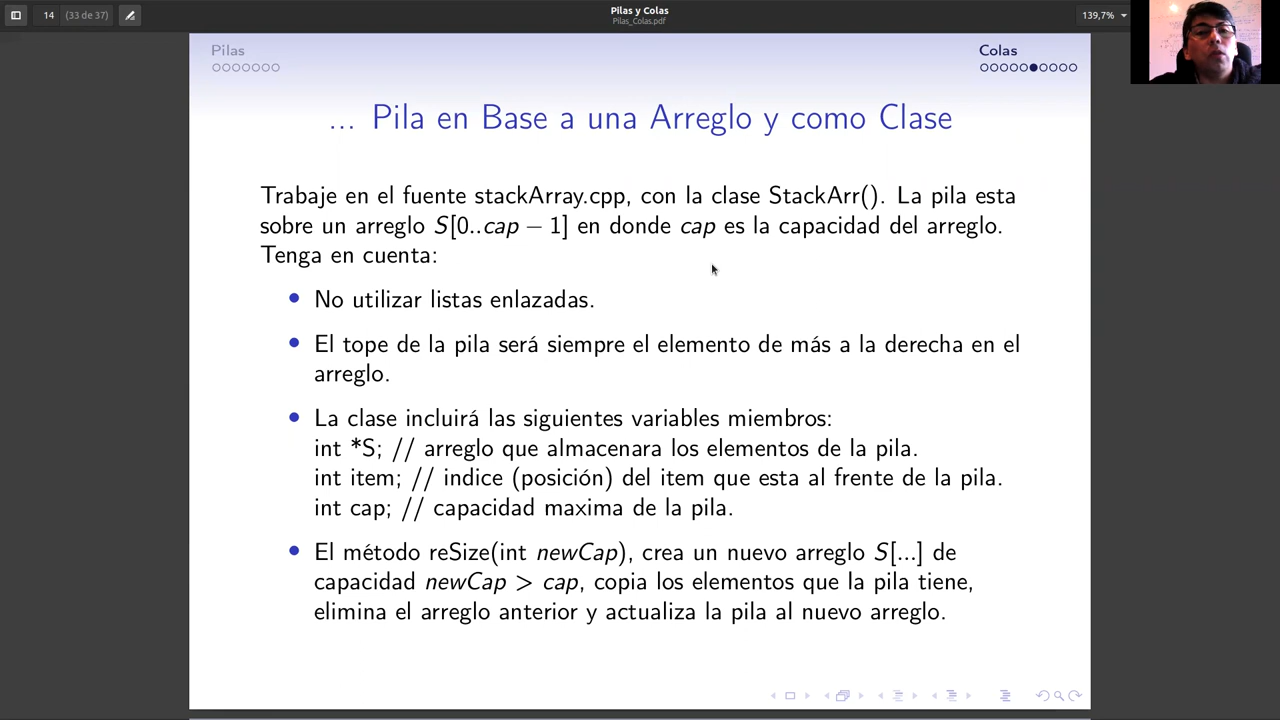 14 (33 de 37)
Pilas y Colas
Pilas_Colas.pdf
139,7%
Pilas
Colas
... Pila en Base a una Arreglo y como Clase
Trabaje en el fuente stackArray.cpp, con la clase StackArr(). La pila esta
sobre un arreglo S[0..cap − 1] en donde cap es la capacidad del arreglo.
Tenga en cuenta:
No utilizar listas enlazadas.
El tope de la pila será siempre el elemento de más a la derecha en el
arreglo.
La clase incluirá las siguientes variables miembros:
int *S; // arreglo que almacenara los elementos de la pila.
int item; // indice (posición) del item que esta al frente de la pila.
int cap; // capacidad maxima de la pila.
El método reSize(int newCap), crea un nuevo arreglo S[...] de
capacidad newCap > cap, copia los elementos que la pila tiene,
elimina el arreglo anterior y actualiza la pila al nuevo arreglo.